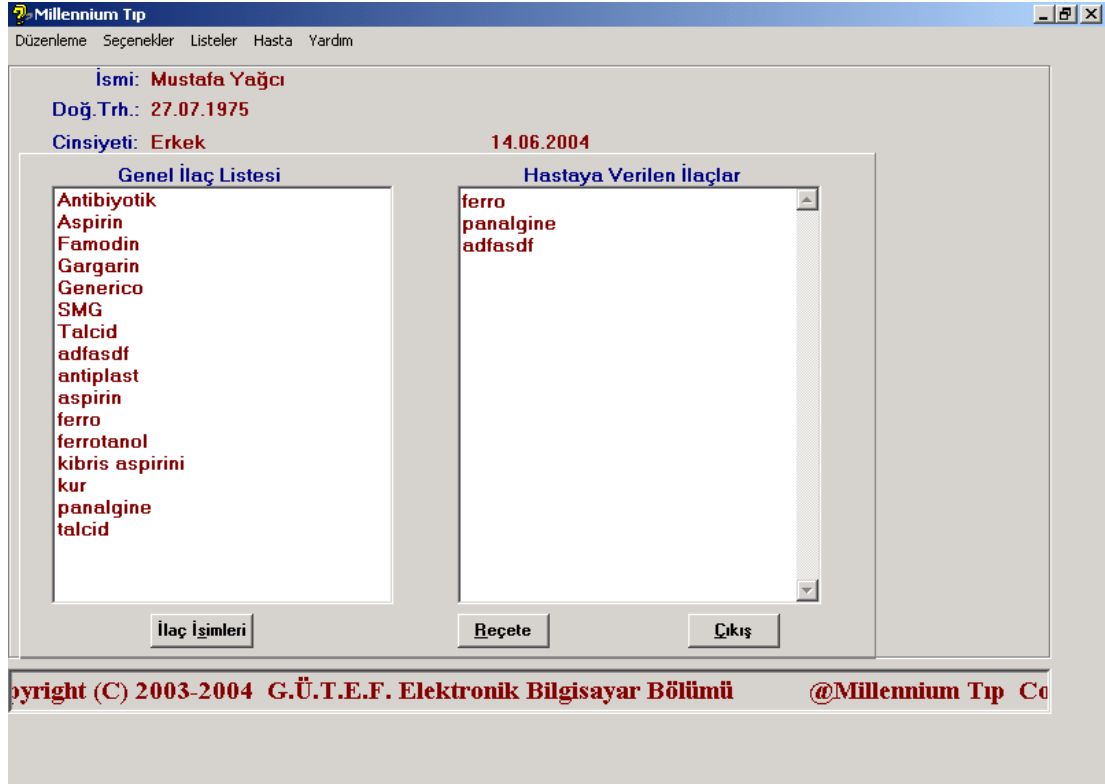 Millennium Tıp
Düzenleme Seçenekler Listeler Hasta Yardım
İsmi: Mustafa Yağcı
Doğ.Trh.: 27.07.1975
Cinsiyeti: Erkek 14.06.2004
Genel İlaç Listesi
Antibiyotik
Aspirin
Famodin
Gargarin
Generico
SMG
Talcid
adfasdf
antiplast
aspirin
ferro
ferrotanol
kibris aspirini
kur
panalgine
talcid
İlaç İsimleri
Hastaya Verilen İlaçlar
ferro
panalgine
adfasdf
Reçete Çıkış
pyright (C) 2003-2004 G.Ü.T.E.F. Elektronik Bilgisayar Bölümü @Millennium Tıp Co